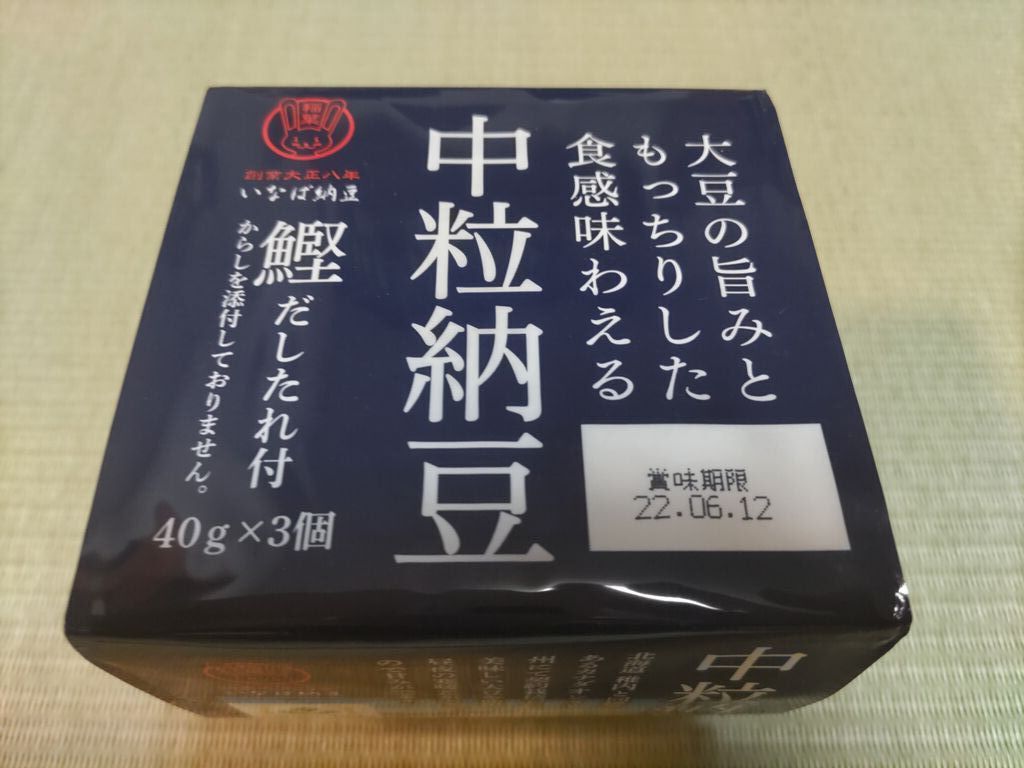 大豆の旨みと
もっちりした
食感味わえる
中粒納豆
稲葉
創業大正八年
いなば納豆
鰹だしたれ付
からしを添付しておりません。
40g×3個
賞味期限
22.06.12
中粒